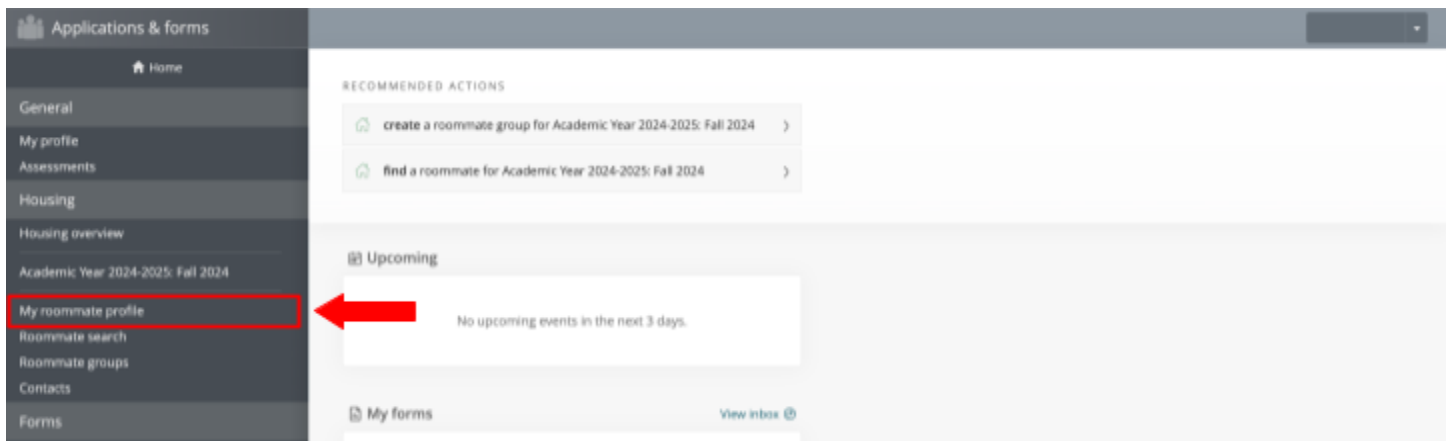 Applications & forms
Home
General
My profile
Assessments
Housing
Housing overview
Academic Year 2024-2025: Fall 2024
My roommate profile
Roommate search
Roommate groups
Contacts
Forms
RECOMMENDED ACTIONS
create a roommate group for Academic Year 2024-2025: Fall 2024
find a roommate for Academic Year 2024-2025: Fall 2024
Upcoming
No upcoming events in the next 3 days.
My forms
View inbox